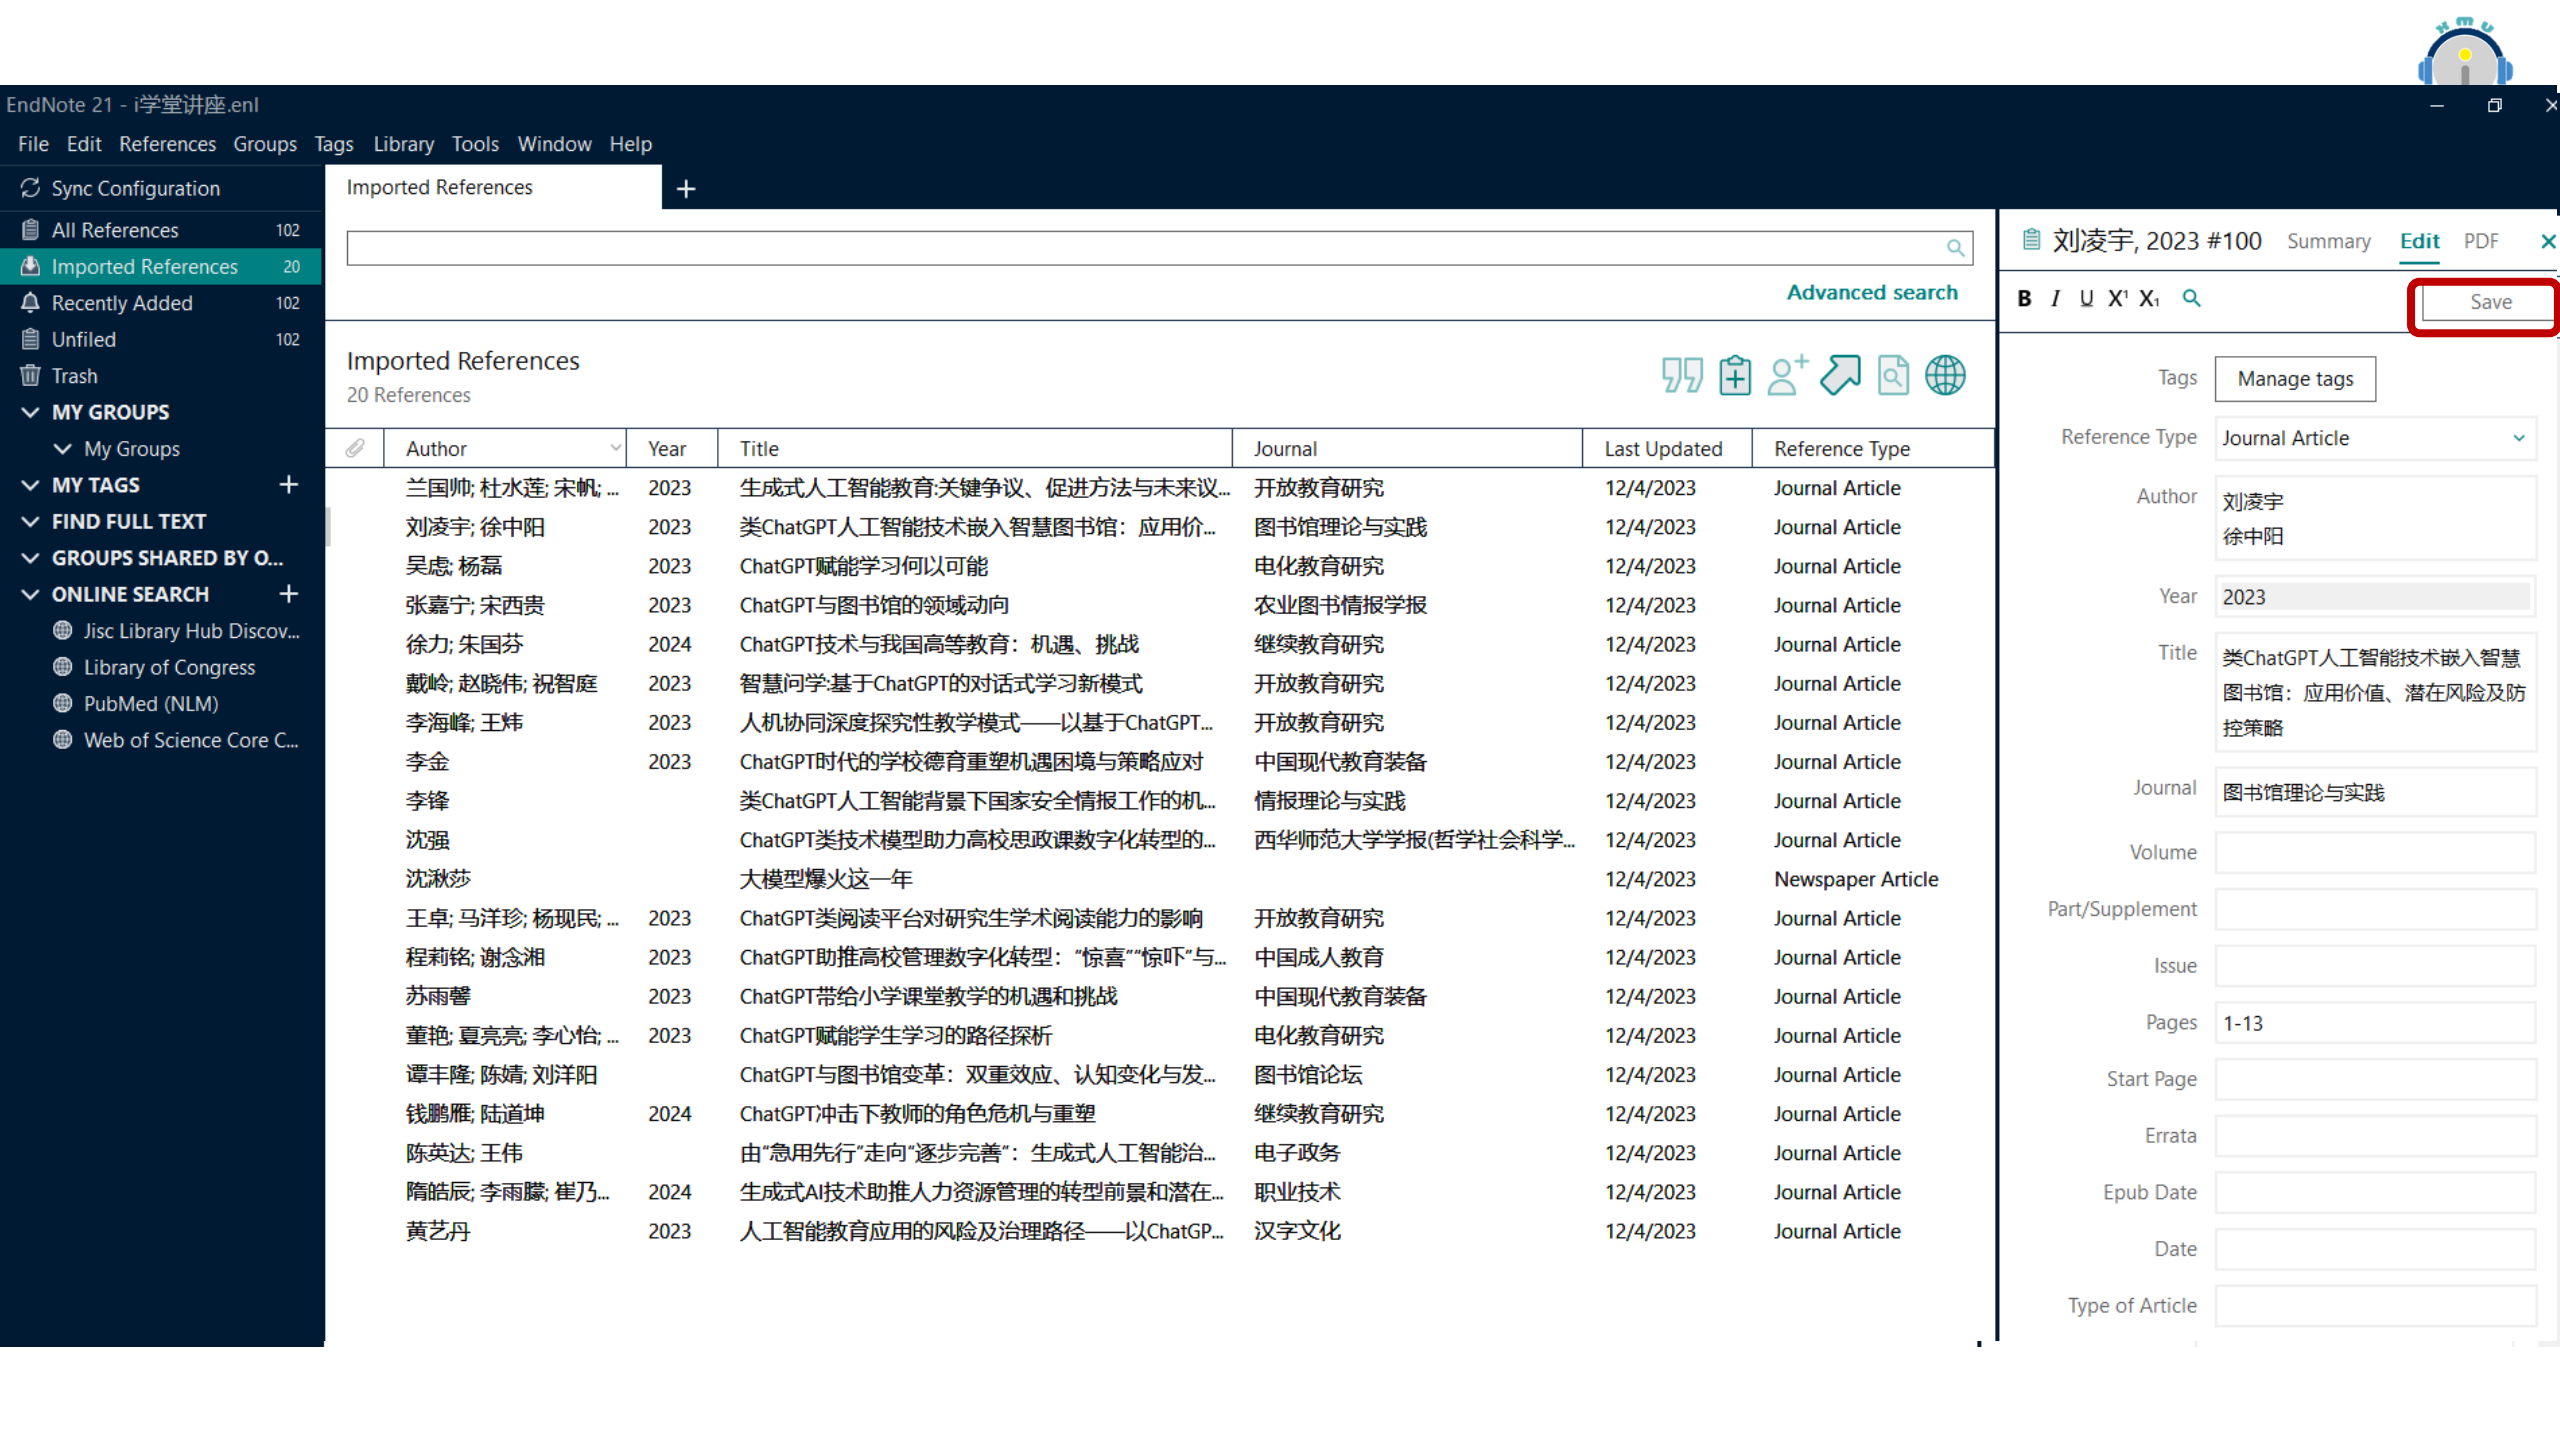 HMU
EndNote 21 - i学堂讲座.enl
File Edit References Groups Tags Library Tools Window Help
Sync Configuration
All References 102
Imported References 20
Recently Added 102
Unfiled 102
Trash
MY GROUPS
My Groups
MY TAGS +
FIND FULL TEXT
GROUPS SHARED BY O...
ONLINE SEARCH +
Jisc Library Hub Discov...
Library of Congress
PubMed (NLM)
Web of Science Core C...
Imported References +
Advanced search
Imported References
20 References
Author Year Title Journal Last Updated Reference Type
兰国帅; 杜水莲; 宋帆; ... 2023 生成式人工智能教育:关键争议、促进方法与未来议... 开放教育研究 12/4/2023 Journal Article
刘凌宇; 徐中阳 2023 类ChatGPT人工智能技术嵌入智慧图书馆：应用价... 图书馆理论与实践 12/4/2023 Journal Article
吴虑; 杨磊 2023 ChatGPT赋能学习何以可能 电化教育研究 12/4/2023 Journal Article
张嘉宁; 宋西贵 2023 ChatGPT与图书馆的领域动向 农业图书情报学报 12/4/2023 Journal Article
徐力; 朱国芬 2024 ChatGPT技术与我国高等教育：机遇、挑战 继续教育研究 12/4/2023 Journal Article
戴岭; 赵晓伟; 祝智庭 2023 智慧问学:基于ChatGPT的对话式学习新模式 开放教育研究 12/4/2023 Journal Article
李海峰; 王炜 2023 人机协同深度探究性教学模式——以基于ChatGPT... 开放教育研究 12/4/2023 Journal Article
李金 2023 ChatGPT时代的学校德育重塑机遇困境与策略应对 中国现代教育装备 12/4/2023 Journal Article
李锋 类ChatGPT人工智能背景下国家安全情报工作的机... 情报理论与实践 12/4/2023 Journal Article
沈强 ChatGPT类技术模型助力高校思政课数字化转型的... 西华师范大学学报(哲学社会科学... 12/4/2023 Journal Article
沈湫莎 大模型爆火这一年 12/4/2023 Newspaper Article
王卓; 马洋珍; 杨现民; ... 2023 ChatGPT类阅读平台对研究生学术阅读能力的影响 开放教育研究 12/4/2023 Journal Article
程莉铭; 谢念湘 2023 ChatGPT助推高校管理数字化转型：“惊喜”“惊吓”与... 中国成人教育 12/4/2023 Journal Article
苏雨馨 2023 ChatGPT带给小学课堂教学的机遇和挑战 中国现代教育装备 12/4/2023 Journal Article
董艳; 夏亮亮; 李心怡; ... 2023 ChatGPT赋能学生学习的路径探析 电化教育研究 12/4/2023 Journal Article
谭丰隆; 陈婧; 刘洋阳 ChatGPT与图书馆变革：双重效应、认知变化与发... 图书馆论坛 12/4/2023 Journal Article
钱鹏雁; 陆道坤 2024 ChatGPT冲击下教师的角色危机与重塑 继续教育研究 12/4/2023 Journal Article
陈英达; 王伟 由“急用先行”走向“逐步完善”：生成式人工智能治... 电子政务 12/4/2023 Journal Article
隋皓辰; 李雨朦; 崔乃... 2024 生成式AI技术助推人力资源管理的转型前景和潜在... 职业技术 12/4/2023 Journal Article
黄艺丹 2023 人工智能教育应用的风险及治理路径——以ChatGP... 汉字文化 12/4/2023 Journal Article
刘凌宇, 2023 #100 Summary Edit PDF
B I U X¹ X₁ Save
Tags Manage tags
Reference Type Journal Article
Author 刘凌宇
徐中阳
Year 2023
Title 类ChatGPT人工智能技术嵌入智慧
图书馆：应用价值、潜在风险及防
控策略
Journal 图书馆理论与实践
Volume
Part/Supplement
Issue
Pages 1-13
Start Page
Errata
Epub Date
Date
Type of Article